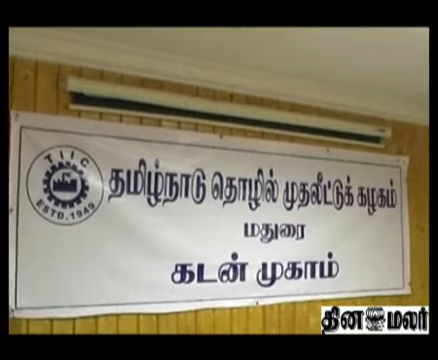 TIIC
ESTD.1949
தமிழ்நாடு தொழில் முதலீட்டுக் கழகம்
மதுரை
கடன் முகாம்
தினமலர்